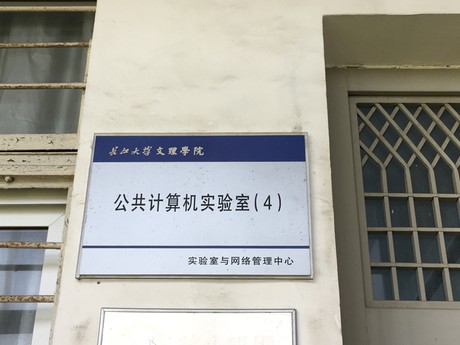 长江大学文理學院
公共计算机实验室(4)
实验室与网络管理中心